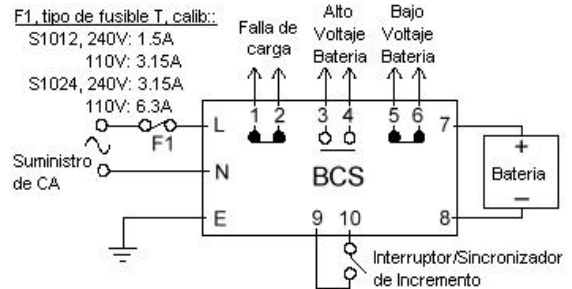 F1, tipo de fusible T, calib::
S1012, 240V: 1.5A
110V: 3.15A
S1024, 240V: 3.15A
110V: 6.3A
Falla de
carga
Alto
Voltaje
Bateria
Bajo
Voltaje
Bateria
1 2 3 4 5 6
L
F1
7
Suministro
de CA
N
BCS
+
Bateria
−
E
9 10
8
Interruptor/Sincronizador
de Incremento